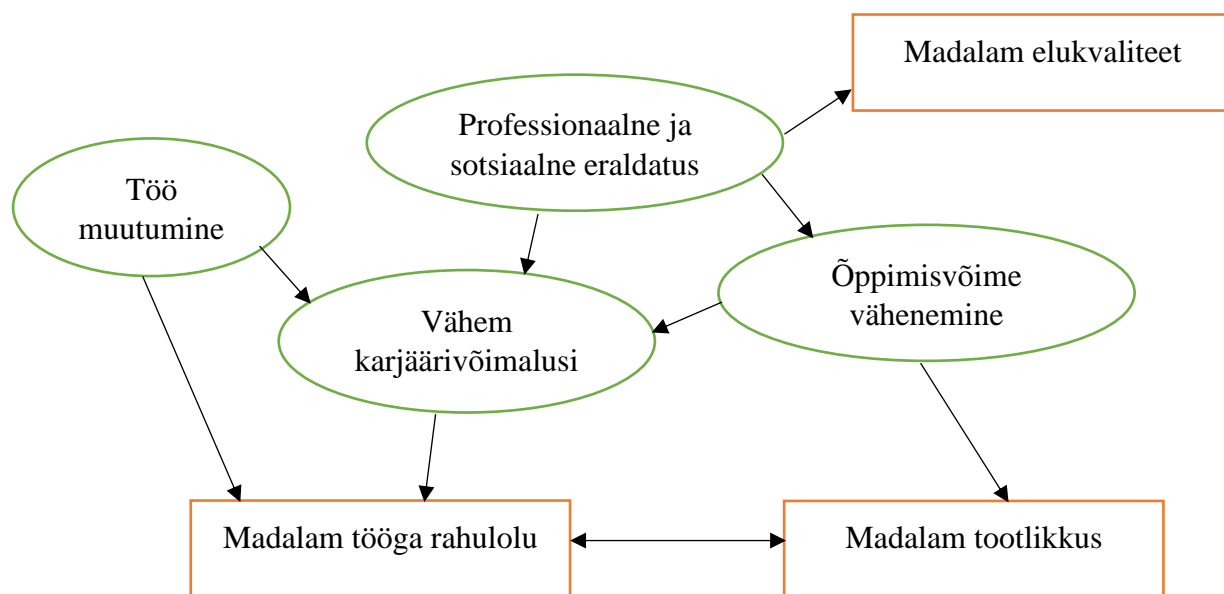 Madalam elukvaliteet
Professionaalne ja
sotsiaalne eraldatus
Töö
muutumine
Õppimisvõime
vähenemine
Vähem
karjäärivõimalusi
Madalam tööga rahulolu
Madalam tootlikkus